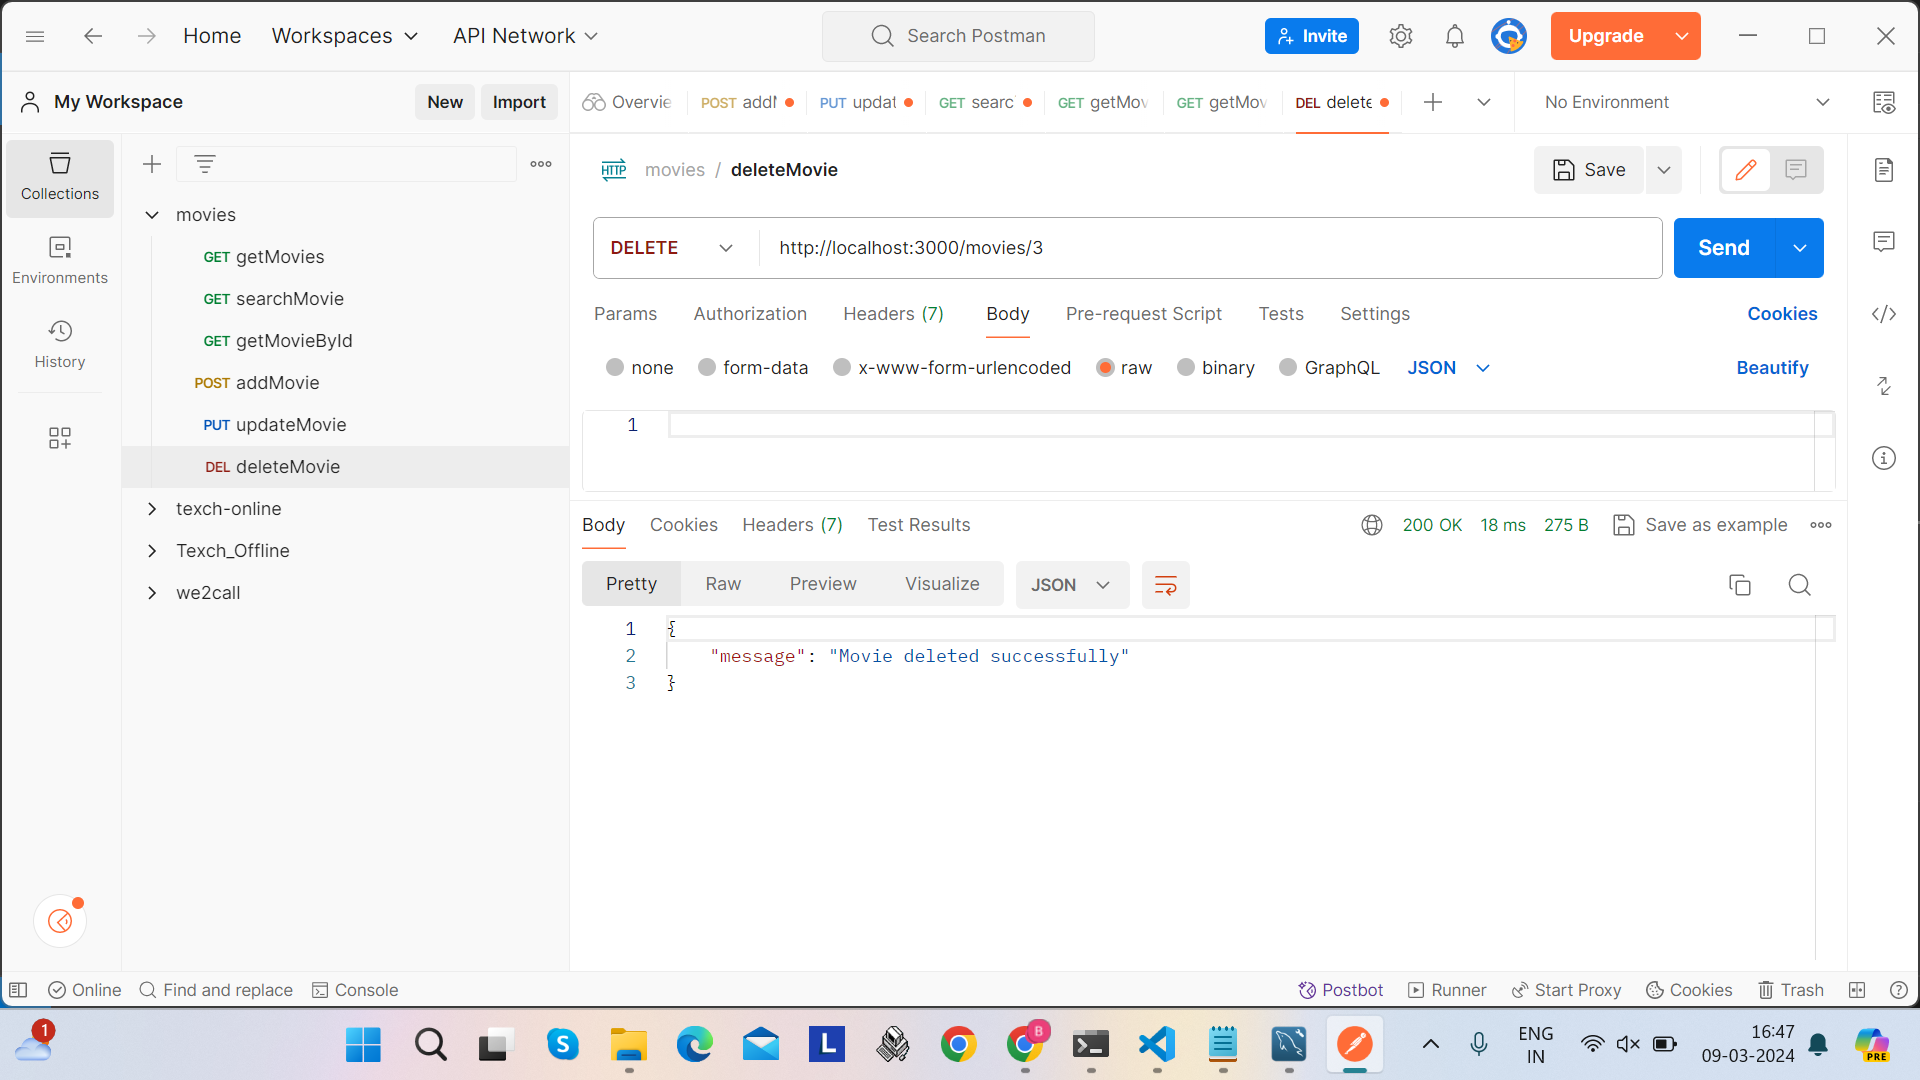 Home Workspaces API Network Search Postman Invite Upgrade
My Workspace New Import Overvie POST addM PUT updat GET searc GET getMov GET getMov DEL delete No Environment
Collections
Environments
History
movies
GET getMovies
GET searchMovie
GET getMovieById
POST addMovie
PUT updateMovie
DEL deleteMovie
texch-online
Texch_Offline
we2call
HTTP movies / deleteMovie Save
DELETE http://localhost:3000/movies/3 Send
Params Authorization Headers (7) Body Pre-request Script Tests Settings Cookies
none form-data x-www-form-urlencoded raw binary GraphQL JSON Beautify
1
Body Cookies Headers (7) Test Results 200 OK 18 ms 275 B Save as example
Pretty Raw Preview Visualize JSON
1 {
2 "message": "Movie deleted successfully"
3 }
Online Find and replace Console Postbot Runner Start Proxy Cookies Trash
1 S L B ENG 16:47
IN 09-03-2024 PRE